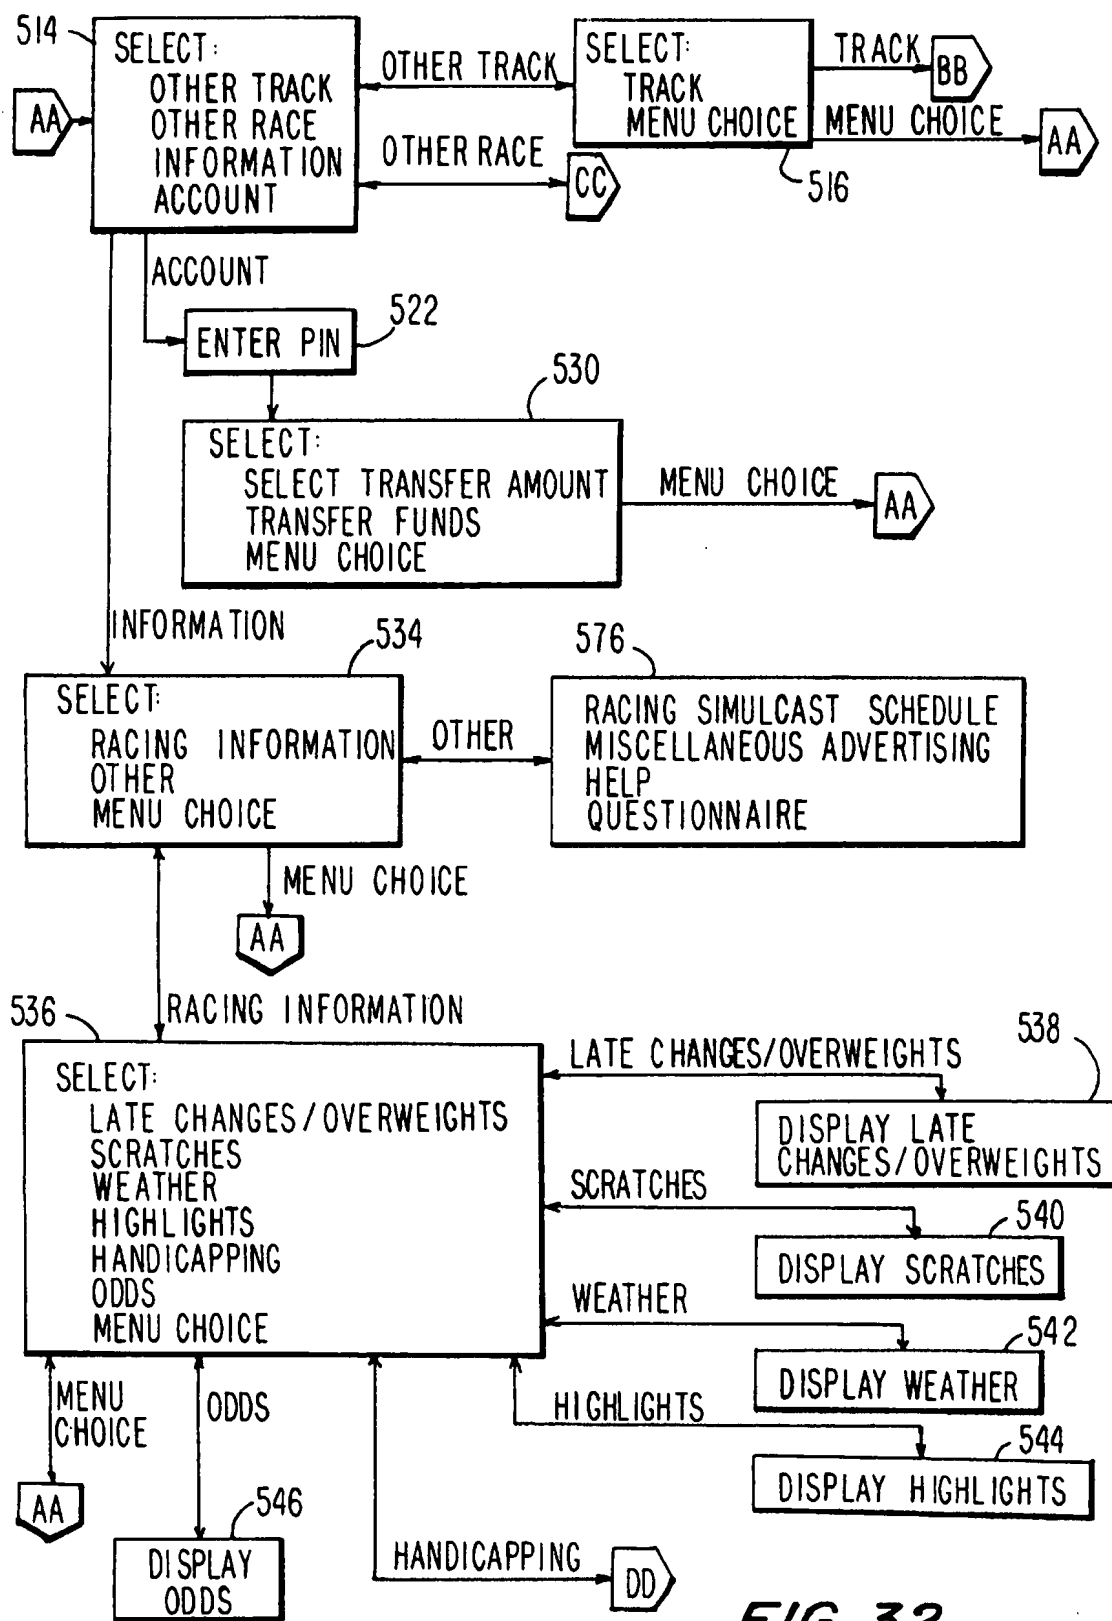 514
SELECT:
OTHER TRACK
OTHER RACE
INFORMATION
ACCOUNT
AA
OTHER TRACK
SELECT:
TRACK
MENU CHOICE
516
TRACK
BB
MENU CHOICE
AA
OTHER RACE
CC
ACCOUNT
ENTER PIN
522
530
SELECT:
SELECT TRANSFER AMOUNT
TRANSFER FUNDS
MENU CHOICE
MENU CHOICE
AA
INFORMATION
534
SELECT:
RACING INFORMATION
OTHER
MENU CHOICE
OTHER
576
RACING SIMULCAST SCHEDULE
MISCELLANEOUS ADVERTISING
HELP
QUESTIONNAIRE
MENU CHOICE
AA
RACING INFORMATION
536
SELECT:
LATE CHANGES/OVERWEIGHTS
SCRATCHES
WEATHER
HIGHLIGHTS
HANDICAPPING
ODDS
MENU CHOICE
LATE CHANGES/OVERWEIGHTS
538
DISPLAY LATE
CHANGES/OVERWEIGHTS
SCRATCHES
540
DISPLAY SCRATCHES
WEATHER
542
DISPLAY WEATHER
HIGHLIGHTS
544
DISPLAY HIGHLIGHTS
MENU
CHOICE
AA
ODDS
546
DISPLAY
ODDS
HANDICAPPING
DD
FIG. 32